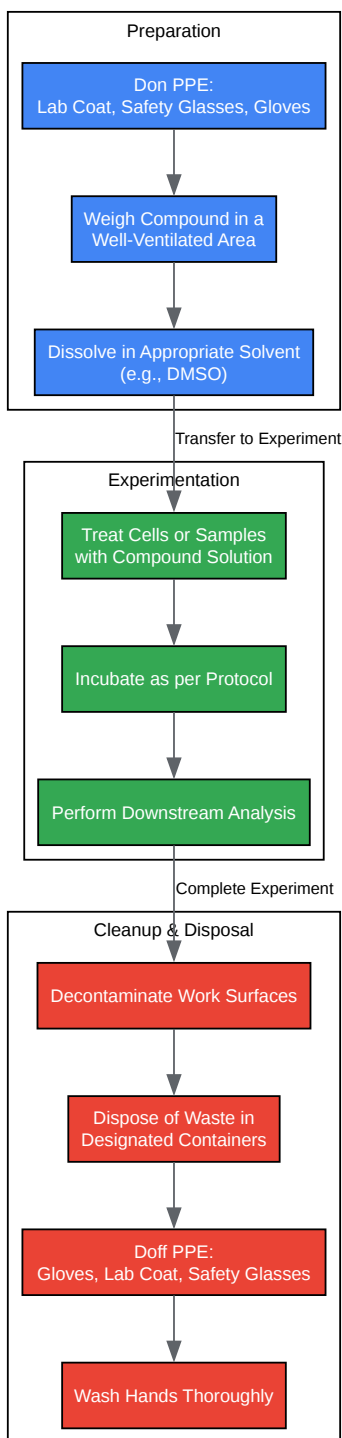 Preparation
Don PPE:
Lab Coat, Safety Glasses, Gloves
Weigh Compound in a
Well-Ventilated Area
Dissolve in Appropriate Solvent
(e.g., DMSO)
Transfer to Experiment
Experimentation
Treat Cells or Samples
with Compound Solution
Incubate as per Protocol
Perform Downstream Analysis
Complete Experiment
Cleanup & Disposal
Decontaminate Work Surfaces
Dispose of Waste in
Designated Containers
Doff PPE:
Gloves, Lab Coat, Safety Glasses
Wash Hands Thoroughly